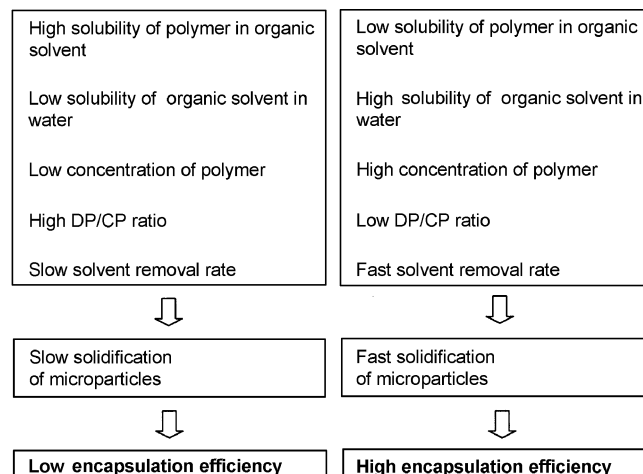 High solubility of polymer in organic
solvent
Low solubility of organic solvent in
water
Low concentration of polymer
High DP/CP ratio
Slow solvent removal rate
Slow solidification
of microparticles
Low encapsulation efficiency
Low solubility of polymer in organic
solvent
High solubility of organic solvent in
water
High concentration of polymer
Low DP/CP ratio
Fast solvent removal rate
Fast solidification
of microparticles
High encapsulation efficiency